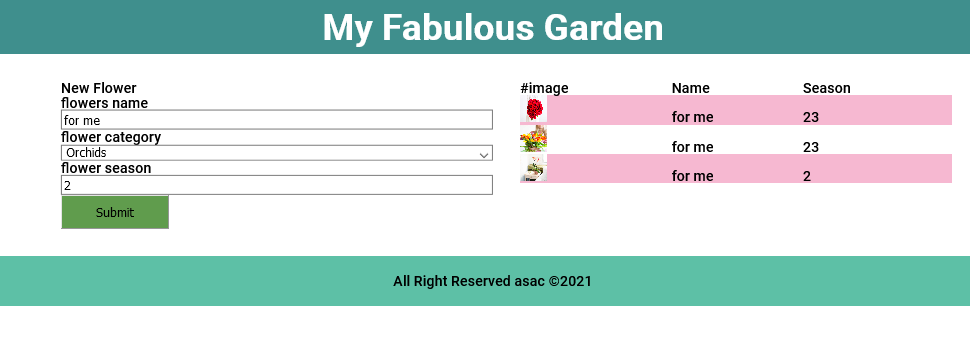 My Fabulous Garden
New Flower
flowers name
for me
flower category
Orchids
flower season
2
Submit
#image Name Season
for me 23
for me 23
for me 2
All Right Reserved asac ©2021